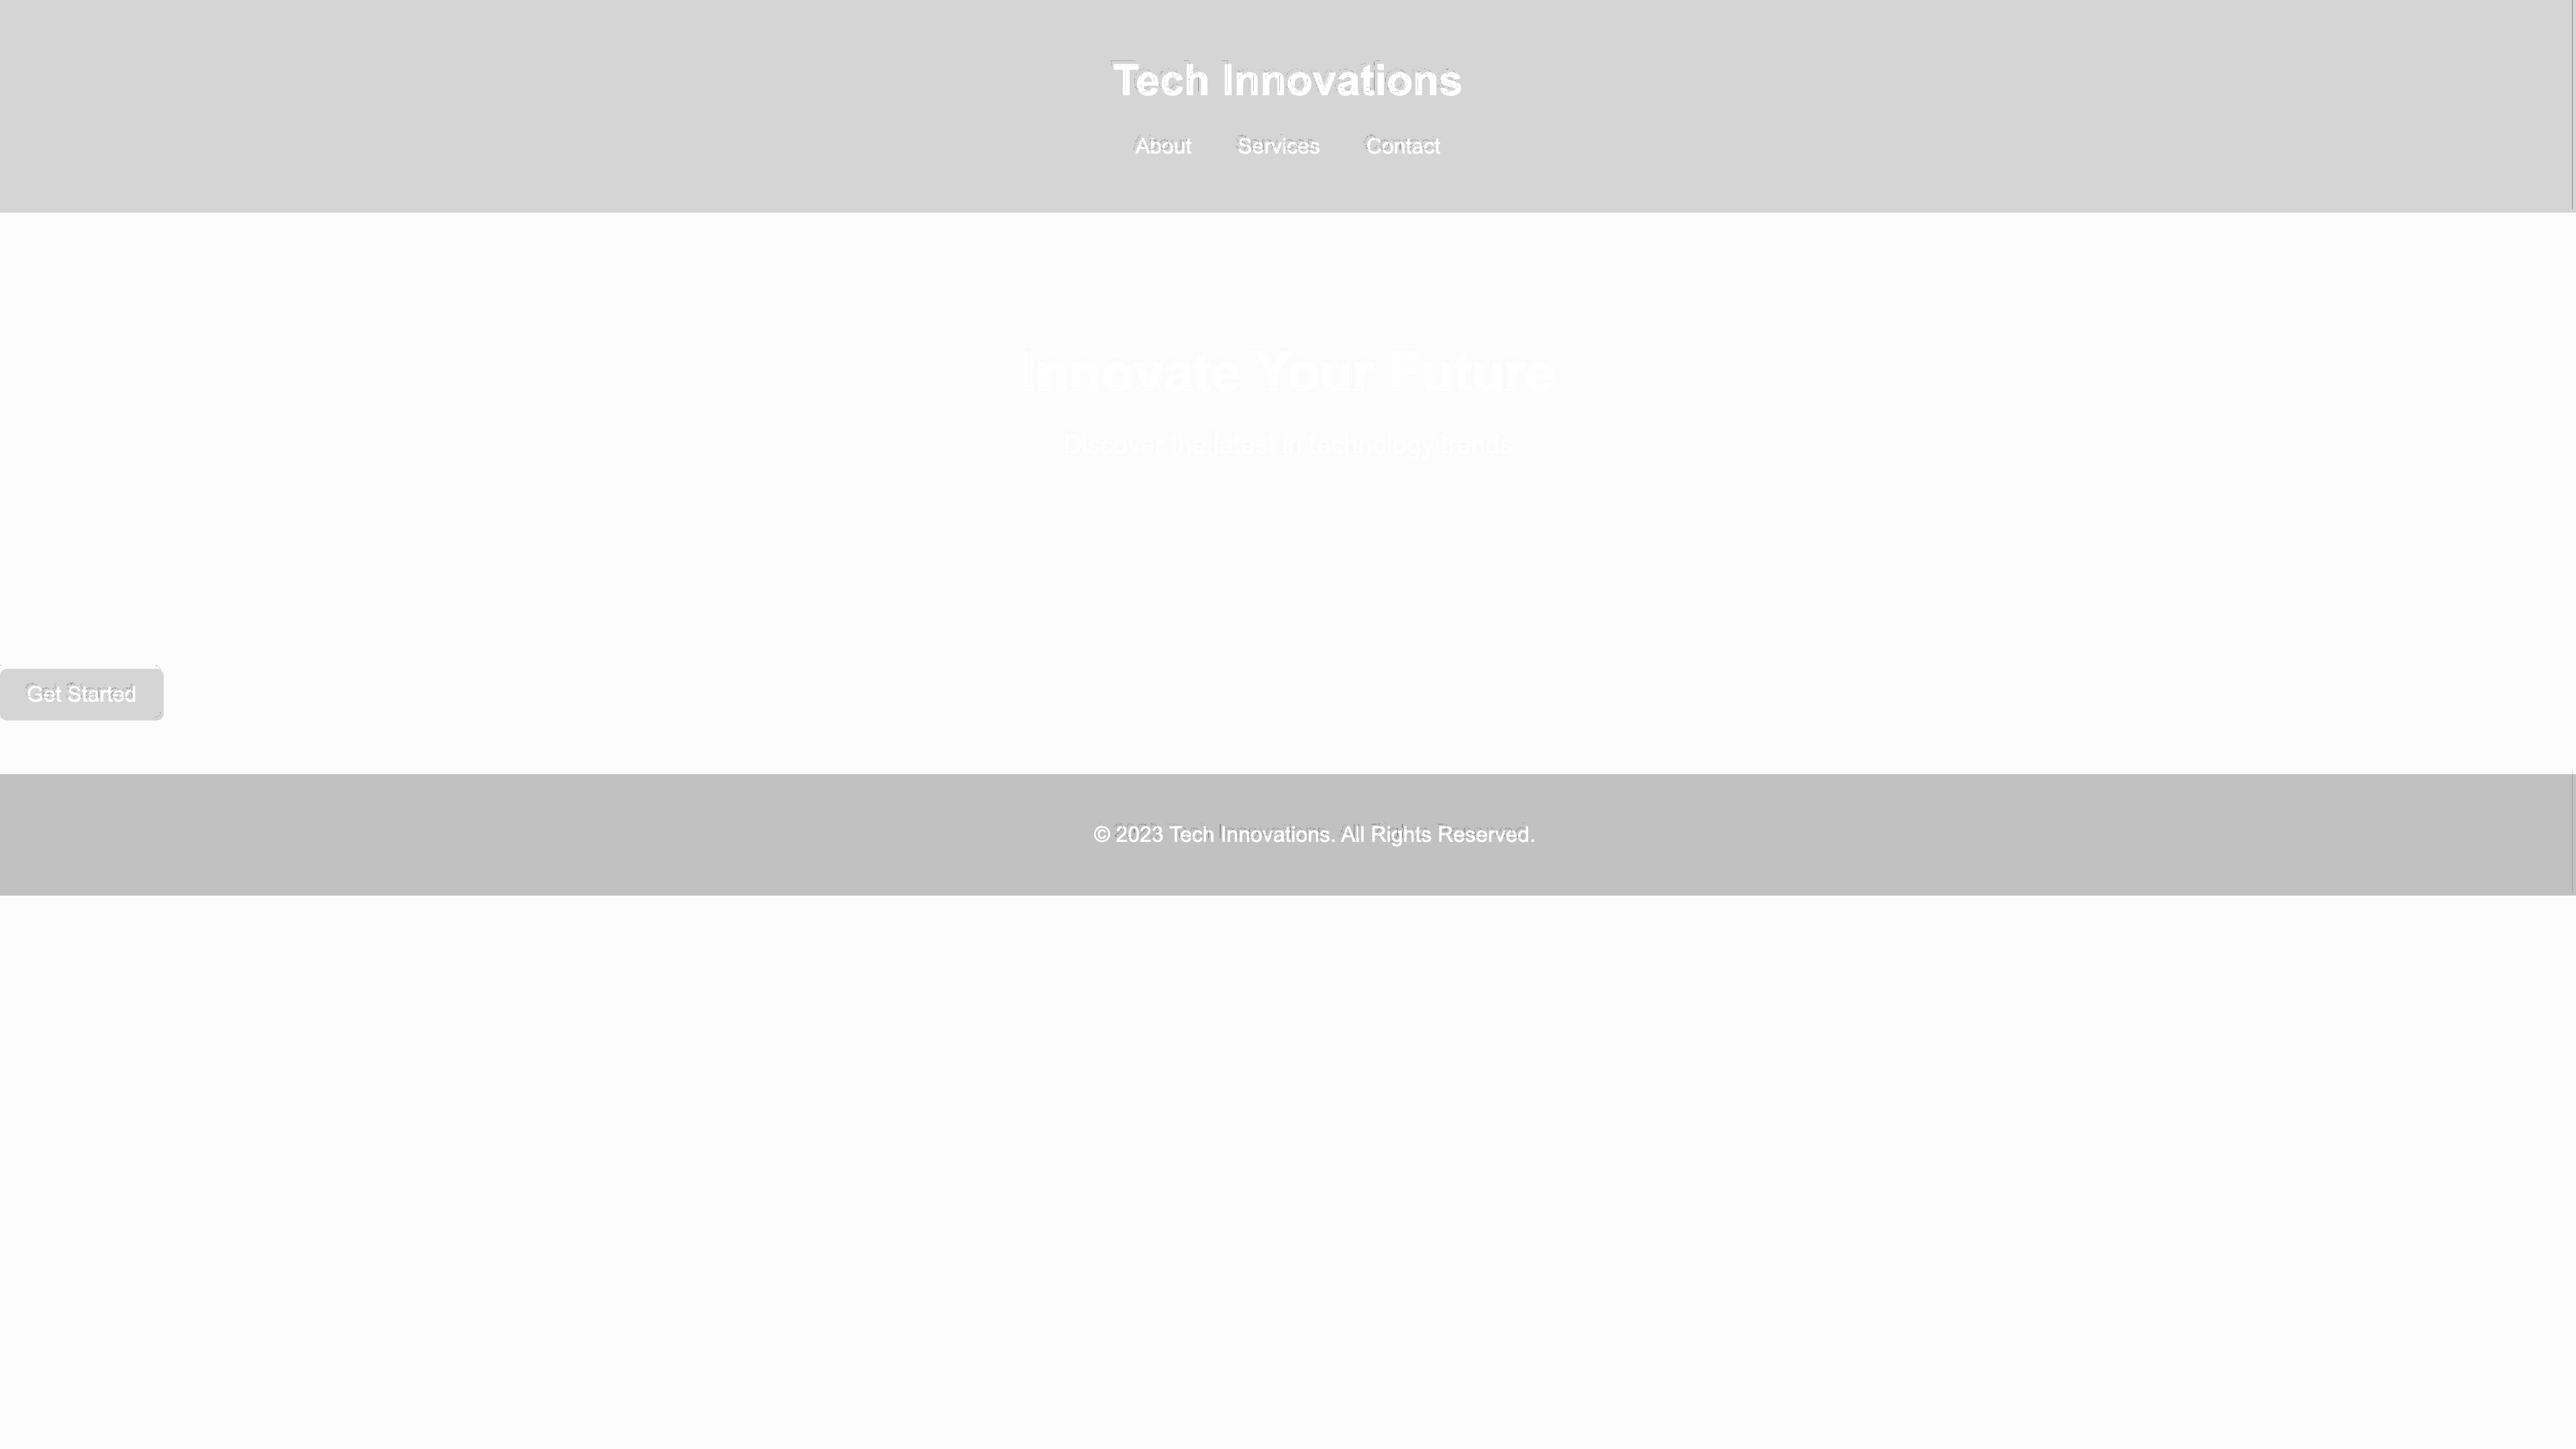 Tech Innovations
About Services Contact
Innovate Your Future
Discover the latest in technology trends
Get Started
© 2023 Tech Innovations. All Rights Reserved.